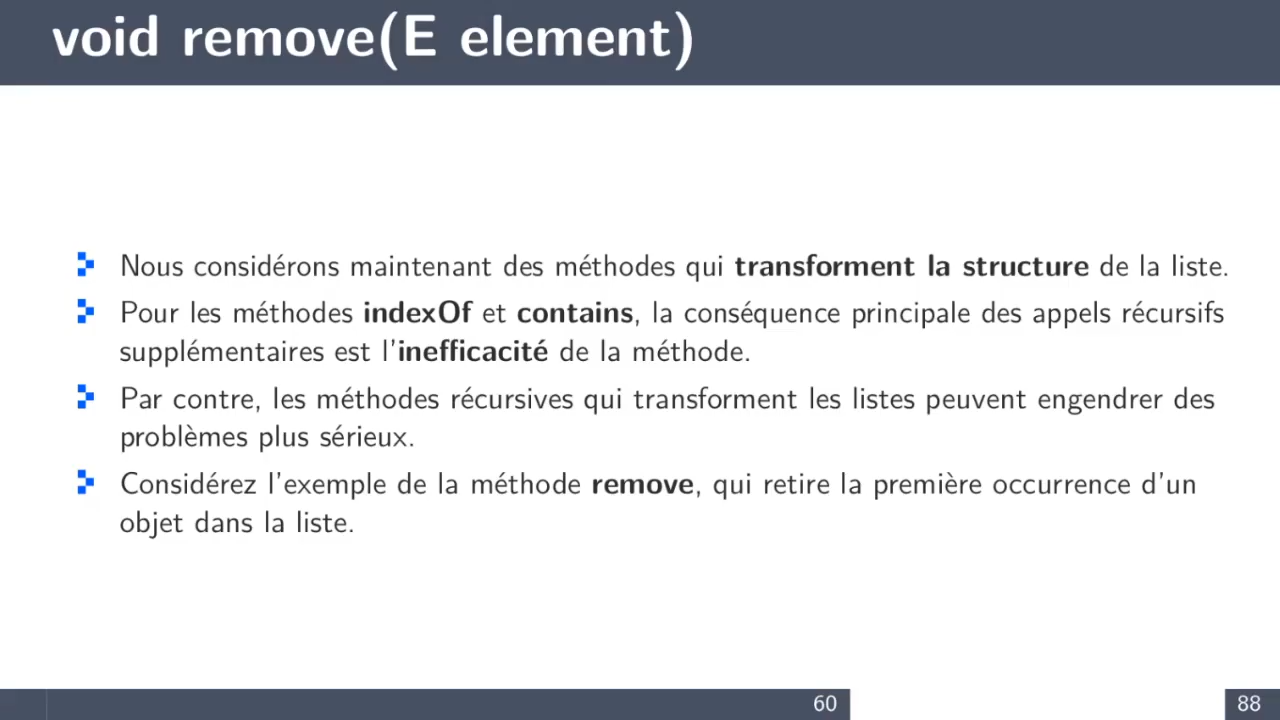 void remove(E element)
Nous considérons maintenant des méthodes qui transforment la structure de la liste.
Pour les méthodes indexOf et contains, la conséquence principale des appels récursifs
supplémentaires est l'inefficacité de la méthode.
Par contre, les méthodes récursives qui transforment les listes peuvent engendrer des
problèmes plus sérieux.
Considérez l'exemple de la méthode remove, qui retire la première occurrence d'un
objet dans la liste.
60
88